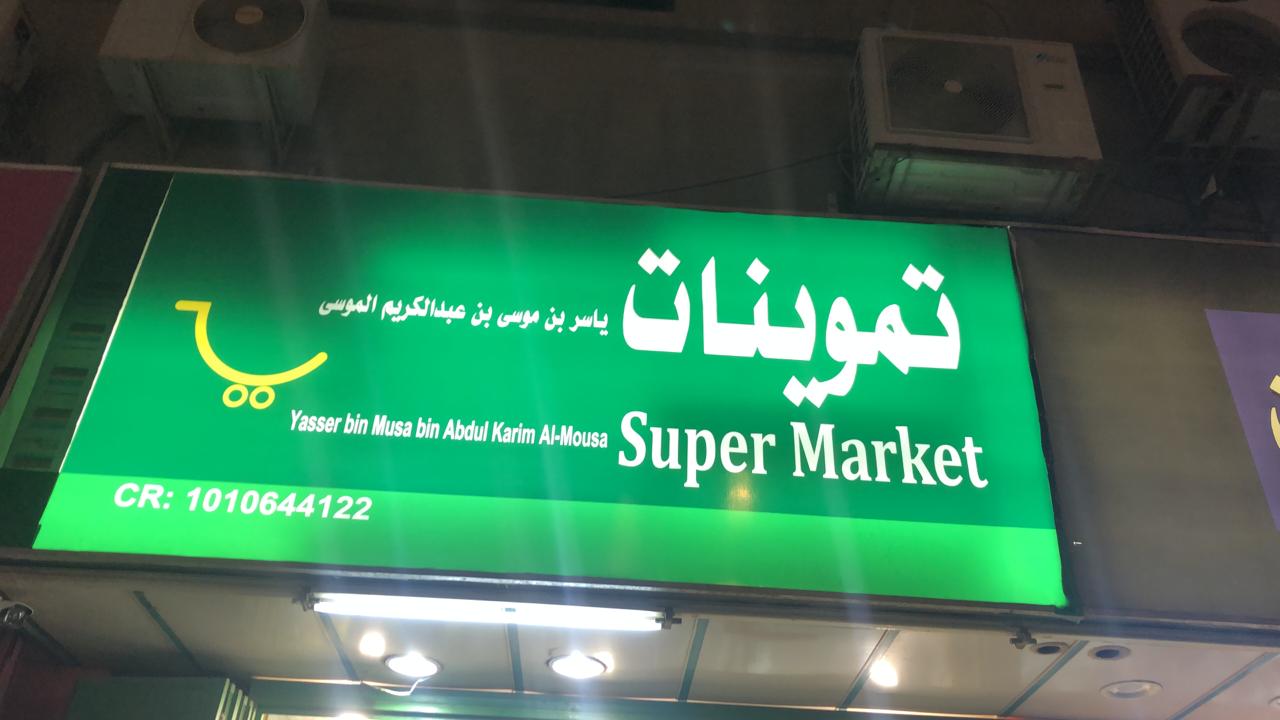 تموينات
ياسر بن موسى بن عبدالكريم الموسى
Yasser bin Musa bin Abdul Karim Al-Mousa
Super Market
CR: 1010644122